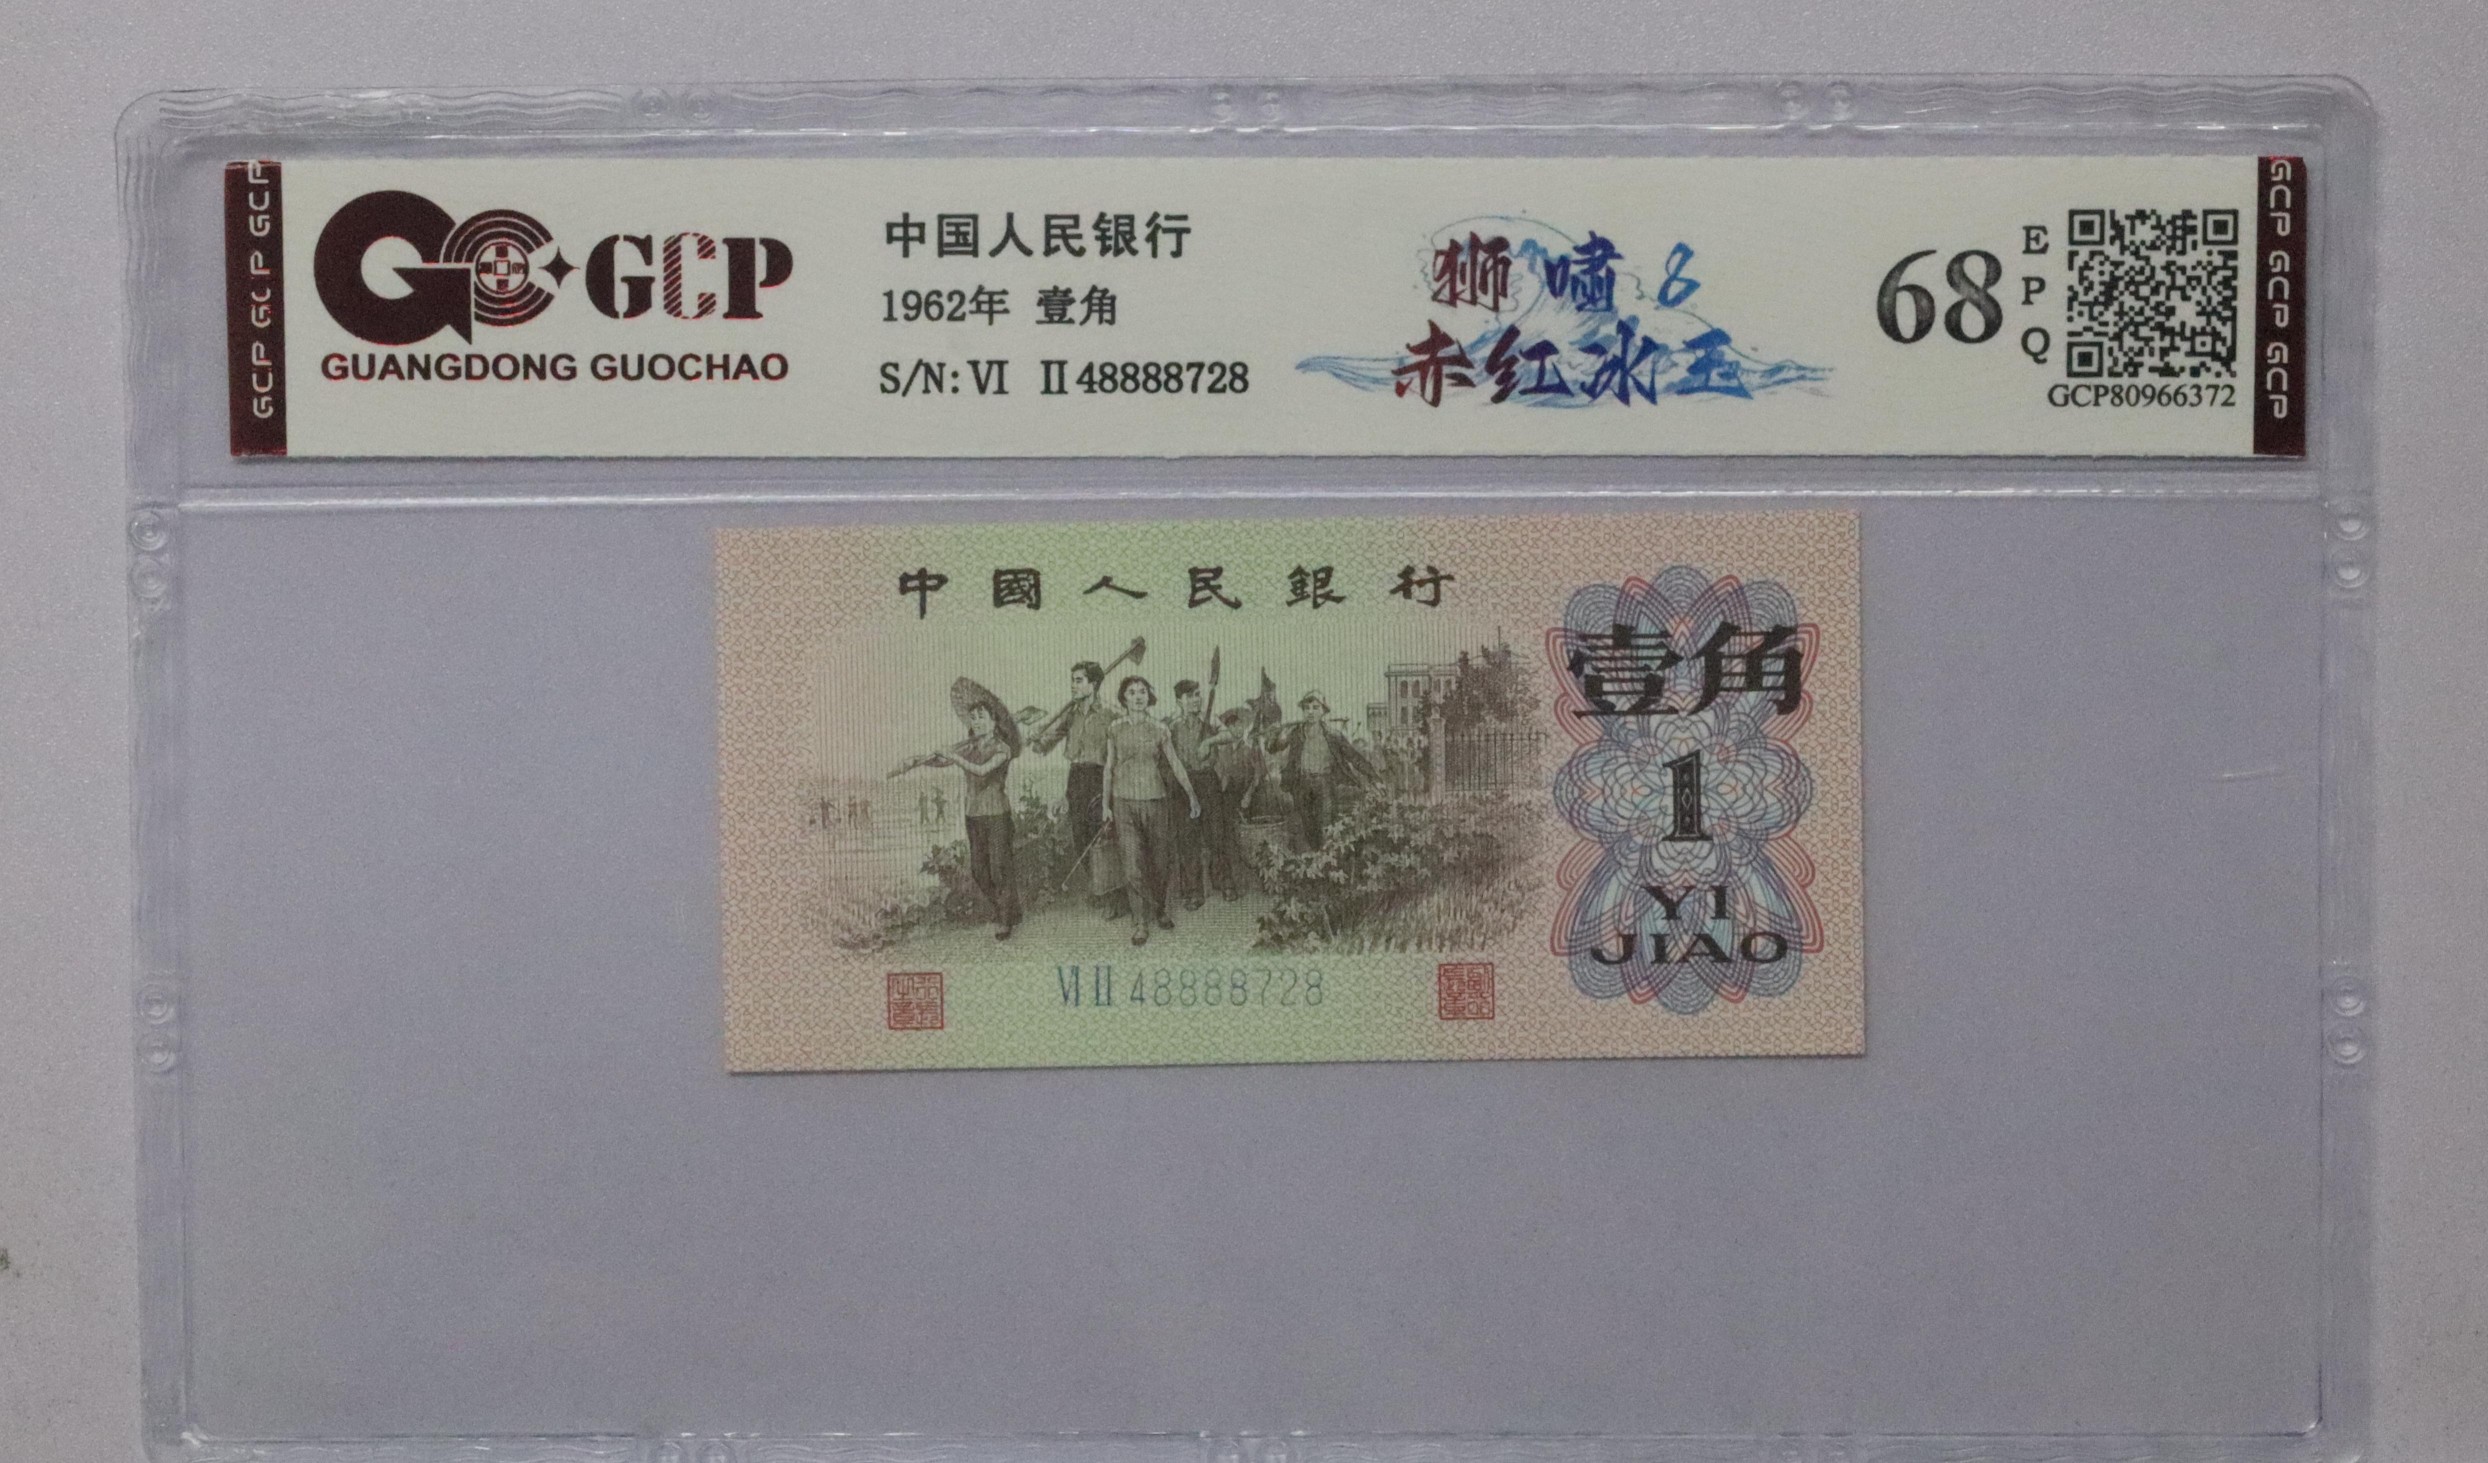 GCP GCP GCP
GCP
GUANGDONG GUOCHAO
中国人民银行
1962年 壹角
S/N: Ⅵ Ⅱ 48888728
狮啸8
赤红冰玉
68
EPQ
GCP80966372
GCP GCP GCP
中國人民銀行
壹角
1
YI
JIAO
ⅥⅡ 48888728